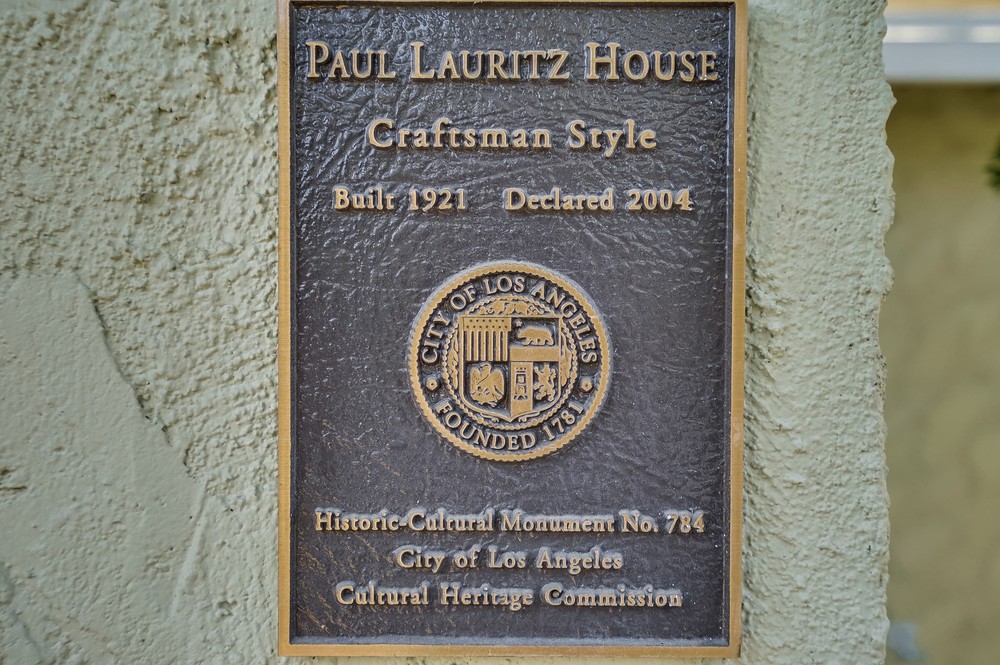 PAUL LAURITZ HOUSE
Craftsman Style
Built 1921 Declared 2004
CITY OF LOS ANGELES
FOUNDED 1781
Historic-Cultural Monument No. 784
City of Los Angeles
Cultural Heritage Commission